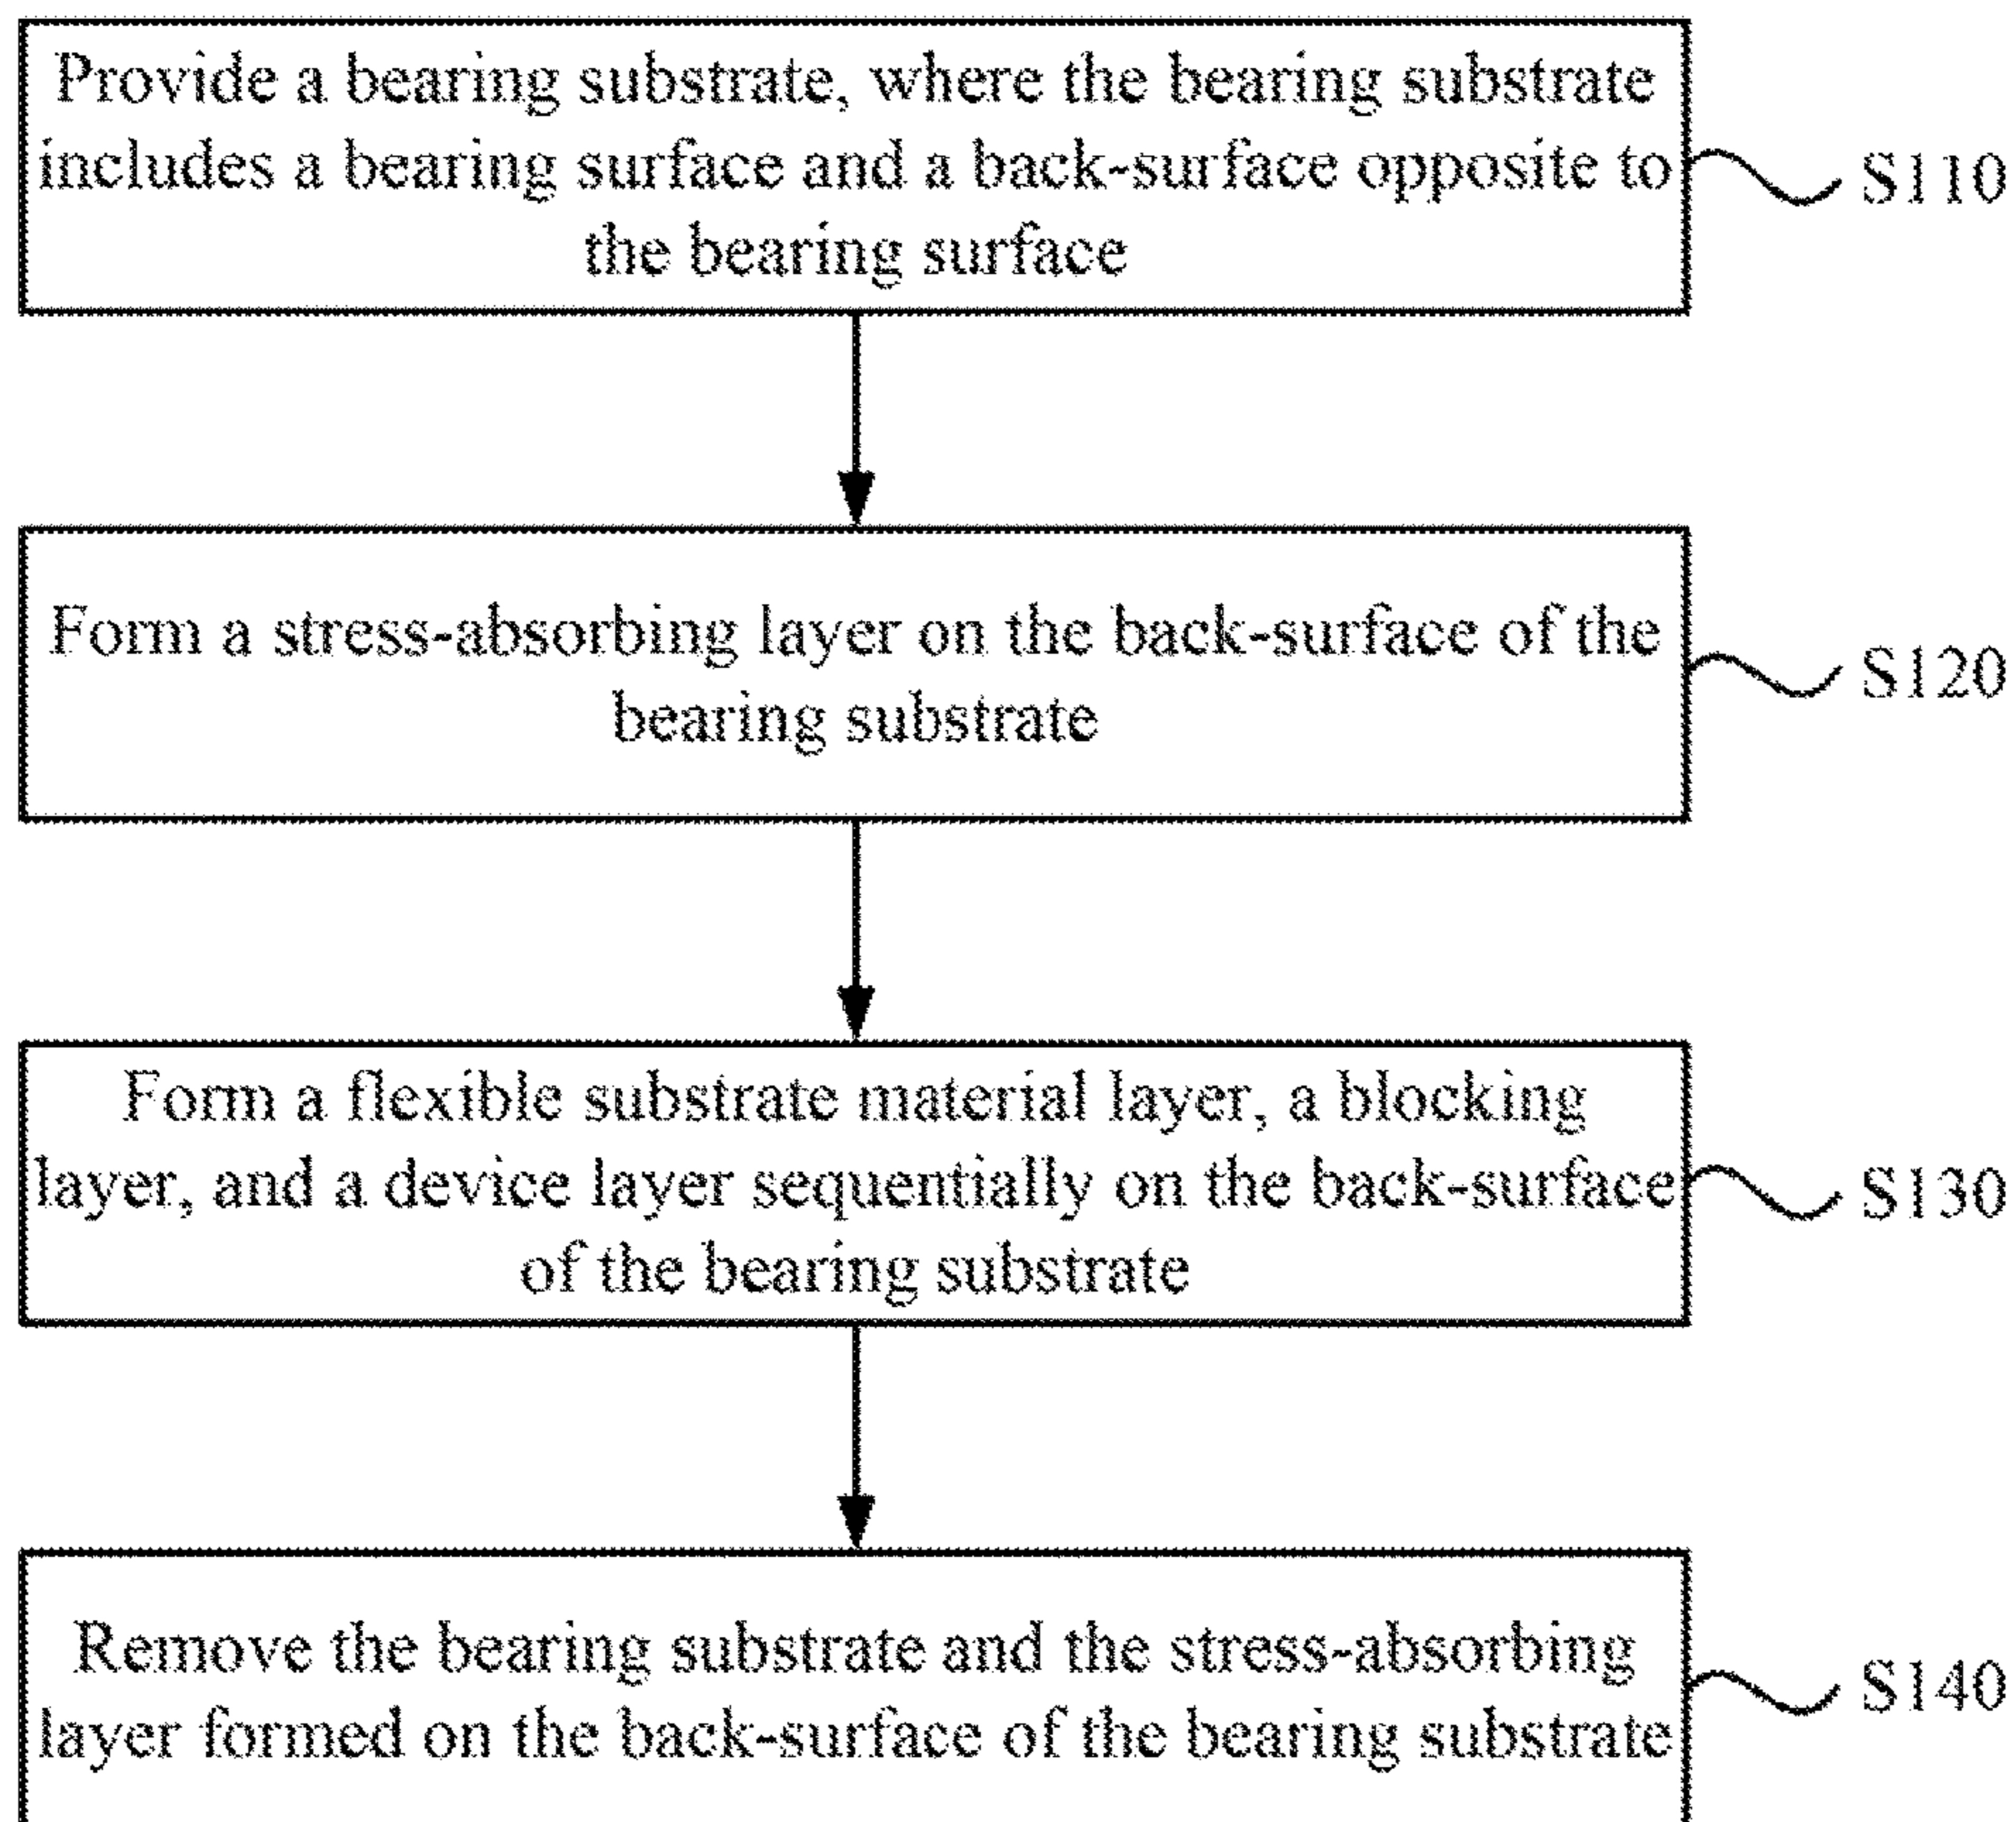 Provide a bearing substrate, where the bearing substrate
includes a bearing surface and a back-surface opposite to
the bearing surface
S110
Form a stress-absorbing layer on the back-surface of the
bearing substrate
S120
Form a flexible substrate material layer, a blocking
layer, and a device layer sequentially on the back-surface
of the bearing substrate
S130
Remove the bearing substrate and the stress-absorbing
layer formed on the back-surface of the bearing substrate
S140